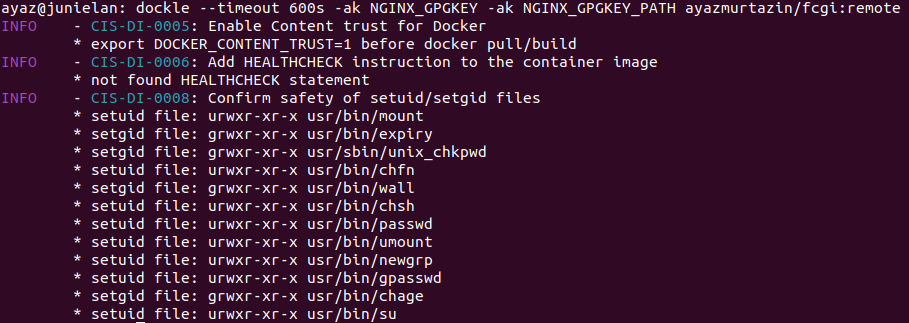 ayaz@junielan: dockle --timeout 600s -ak NGINX_GPGKEY -ak NGINX_GPGKEY_PATH ayazmurtazin/fcgi:remote
INFO - CIS-DI-0005: Enable Content trust for Docker
* export DOCKER_CONTENT_TRUST=1 before docker pull/build
INFO - CIS-DI-0006: Add HEALTHCHECK instruction to the container image
* not found HEALTHCHECK statement
INFO - CIS-DI-0008: Confirm safety of setuid/setgid files
* setuid file: urwxr-xr-x usr/bin/mount
* setgid file: grwxr-xr-x usr/bin/expiry
* setgid file: grwxr-xr-x usr/sbin/unix_chkpwd
* setuid file: urwxr-xr-x usr/bin/chfn
* setgid file: grwxr-xr-x usr/bin/wall
* setuid file: urwxr-xr-x usr/bin/chsh
* setuid file: urwxr-xr-x usr/bin/passwd
* setuid file: urwxr-xr-x usr/bin/umount
* setuid file: urwxr-xr-x usr/bin/newgrp
* setuid file: urwxr-xr-x usr/bin/gpasswd
* setgid file: grwxr-xr-x usr/bin/chage
* setuid file: urwxr-xr-x usr/bin/su